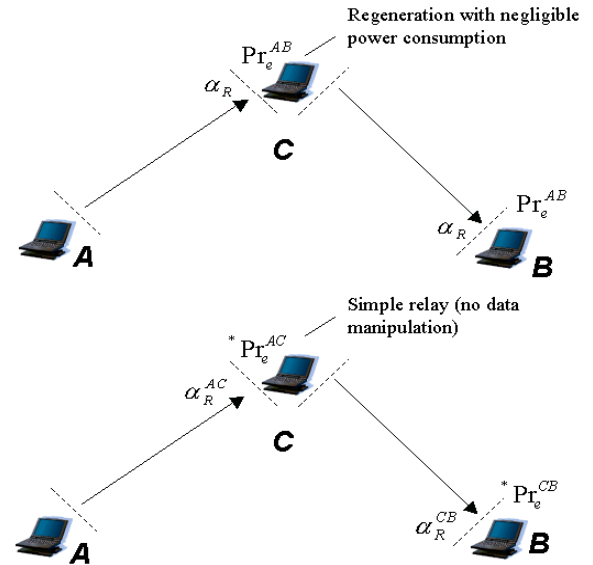 Regeneration with negligible
power consumption
Pr_e^{AB}
α_R
C
Pr_e^{AB}
α_R
A
B
Simple relay (no data
manipulation)
* Pr_e^{AC}
α_R^{AC}
C
* Pr_e^{CB}
α_R^{CB}
A
B